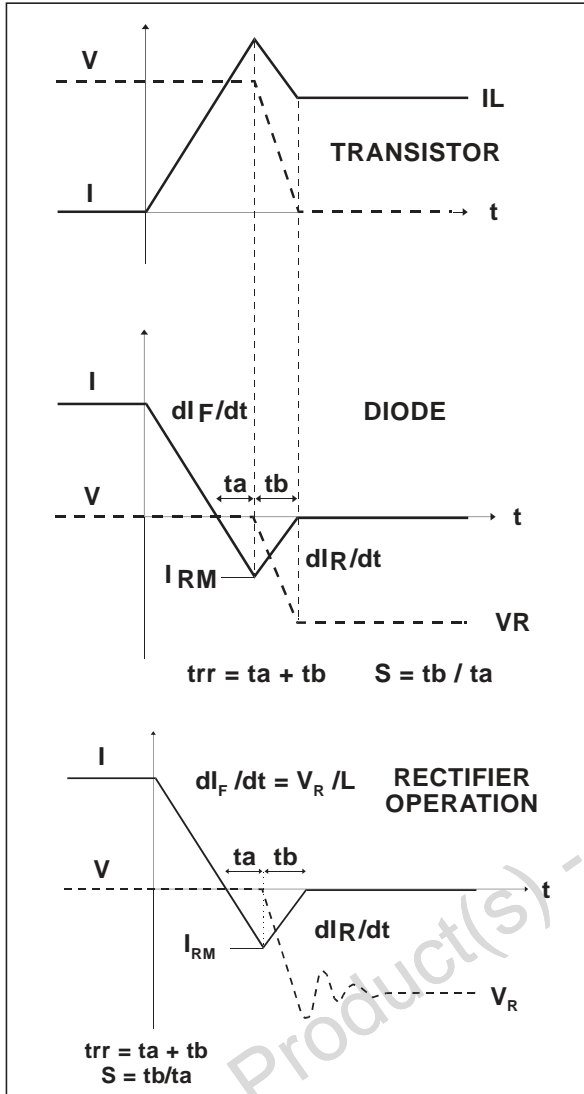 V
IL
TRANSISTOR
I
t
I
dIF/dt
DIODE
ta tb
V
t
IRM
dIR/dt
VR
trr = ta + tb S = tb / ta
I
dIF/dt = VR/L
RECTIFIER
OPERATION
ta tb
V
t
IRM
dIR/dt
VR
trr = ta + tb
S = tb/ta
Product(s) -